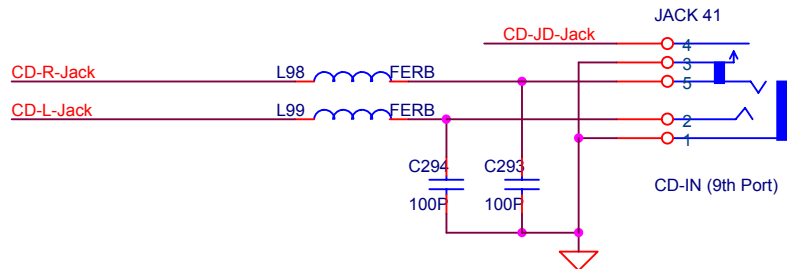 JACK 41
CD-JD-Jack
4
3
CD-R-Jack
L98
FERB
5
CD-L-Jack
L99
FERB
2
1
C294
C293
100P
100P
CD-IN (9th Port)